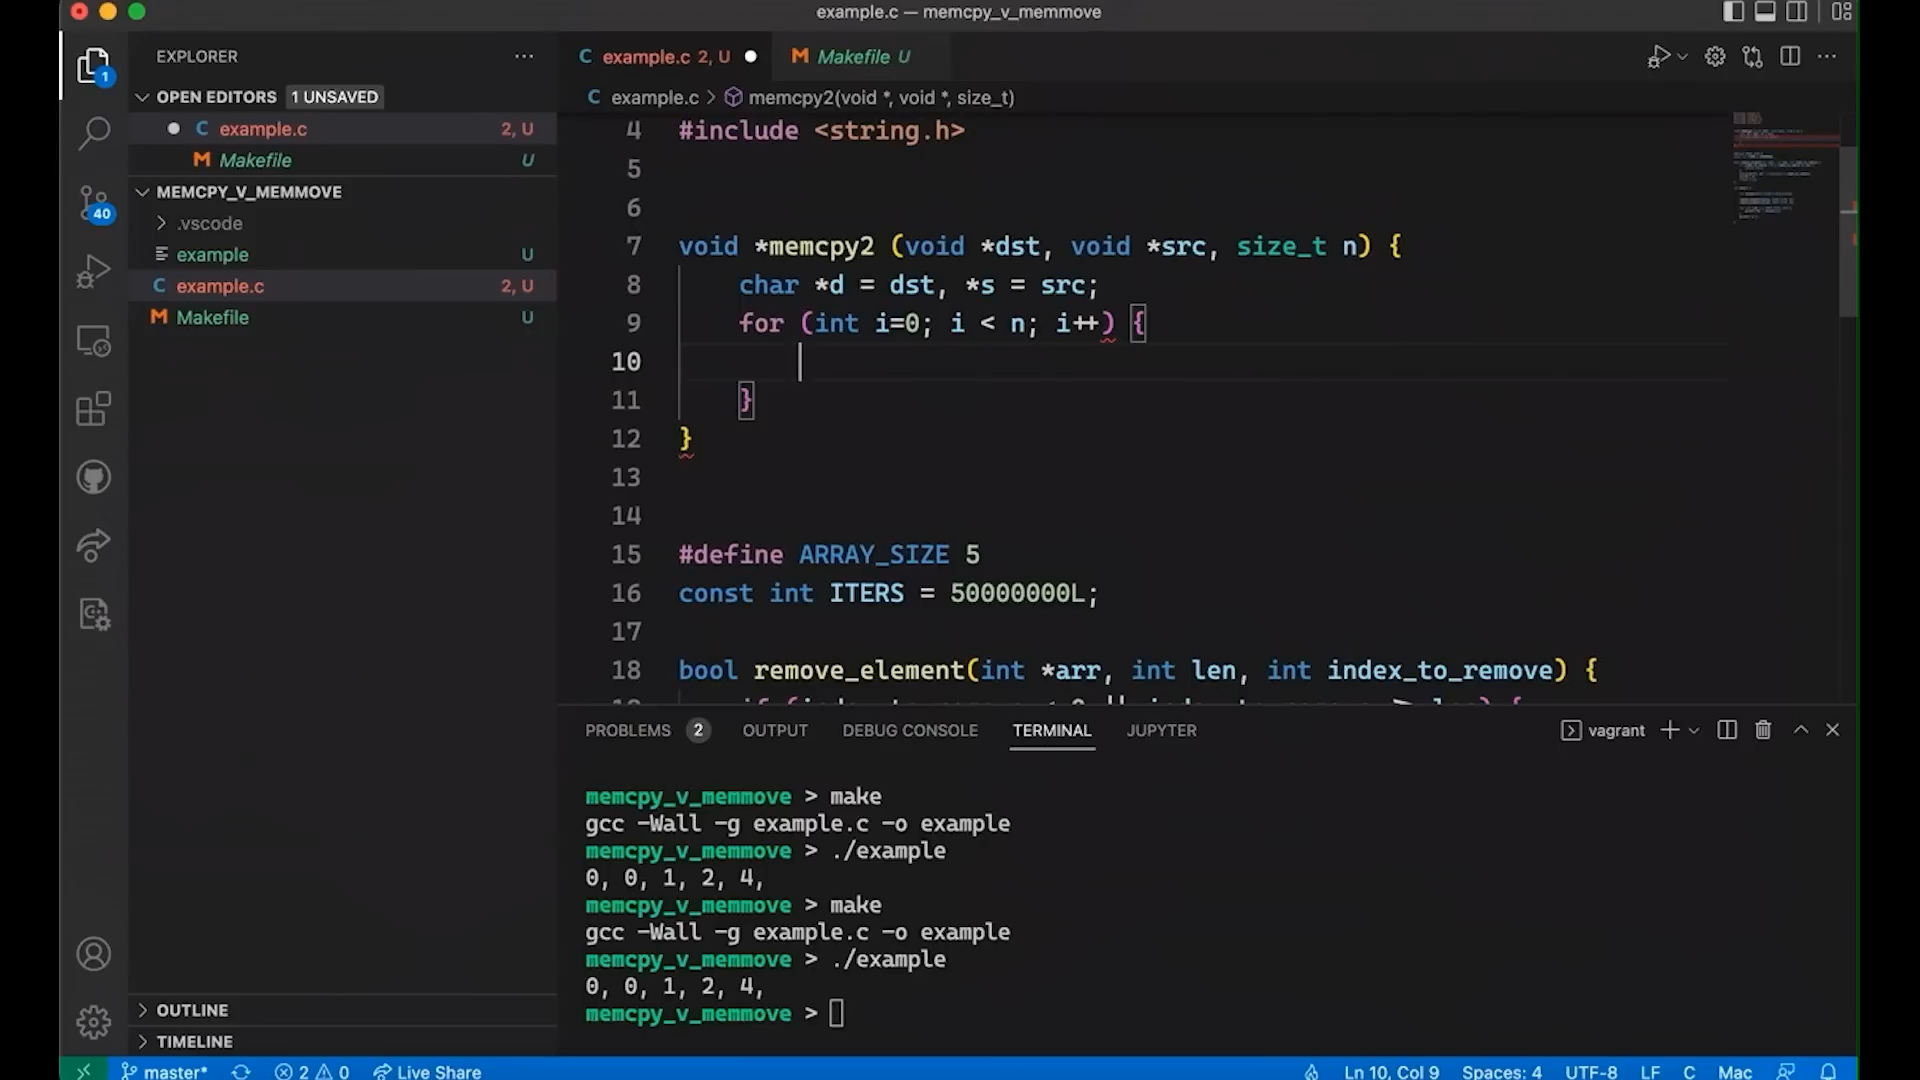 example.c — memcpy_v_memmove
EXPLORER
example.c 2, U
Makefile U
OPEN EDITORS 1 UNSAVED
example.c > memcpy2(void *, void *, size_t)
1
C example.c 2, U
M Makefile U
MEMCPY_V_MEMMOVE
.vscode
example U
C example.c 2, U
M Makefile U
40
4 #include <string.h>
5
6
7 void *memcpy2 (void *dst, void *src, size_t n) {
8 char *d = dst, *s = src;
9 for (int i=0; i < n; i++) {
10
11 }
12 }
13
14
15 #define ARRAY_SIZE 5
16 const int ITERS = 50000000L;
17
18 bool remove_element(int *arr, int len, int index_to_remove) {
PROBLEMS 2 OUTPUT DEBUG CONSOLE TERMINAL JUPYTER
vagrant
memcpy_v_memmove > make
gcc -Wall -g example.c -o example
memcpy_v_memmove > ./example
0, 0, 1, 2, 4,
memcpy_v_memmove > make
gcc -Wall -g example.c -o example
memcpy_v_memmove > ./example
0, 0, 1, 2, 4,
memcpy_v_memmove >
OUTLINE
TIMELINE
master* 2 0 Live Share
Ln 10, Col 9 Spaces: 4 UTF-8 LF C Mac